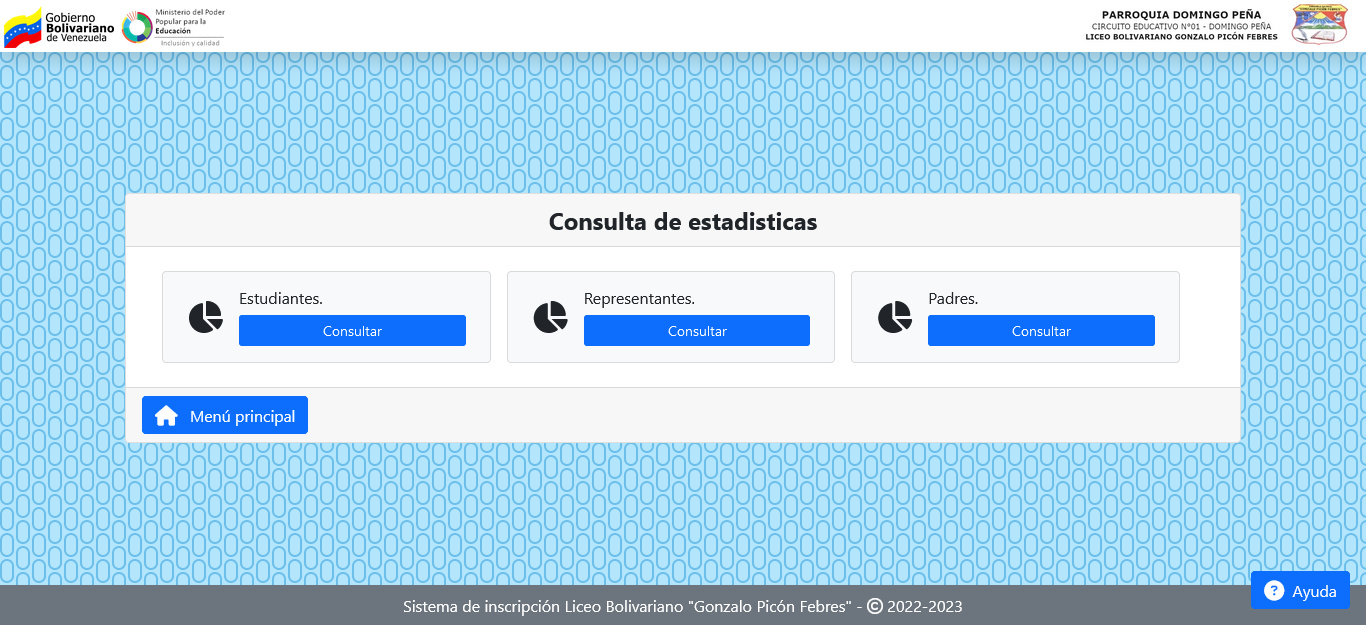 Gobierno
Bolivariano
de Venezuela
Ministerio del Poder
Popular para la
Educación
Inclusión y calidad
PARROQUIA DOMINGO PEÑA
CIRCUITO EDUCATIVO N°01 - DOMINGO PEÑA
LICEO BOLIVARIANO GONZALO PICÓN FEBRES
Consulta de estadisticas
Estudiantes.
Consultar
Representantes.
Consultar
Padres.
Consultar
Menú principal
Ayuda
Sistema de inscripción Liceo Bolivariano "Gonzalo Picón Febres" - © 2022-2023